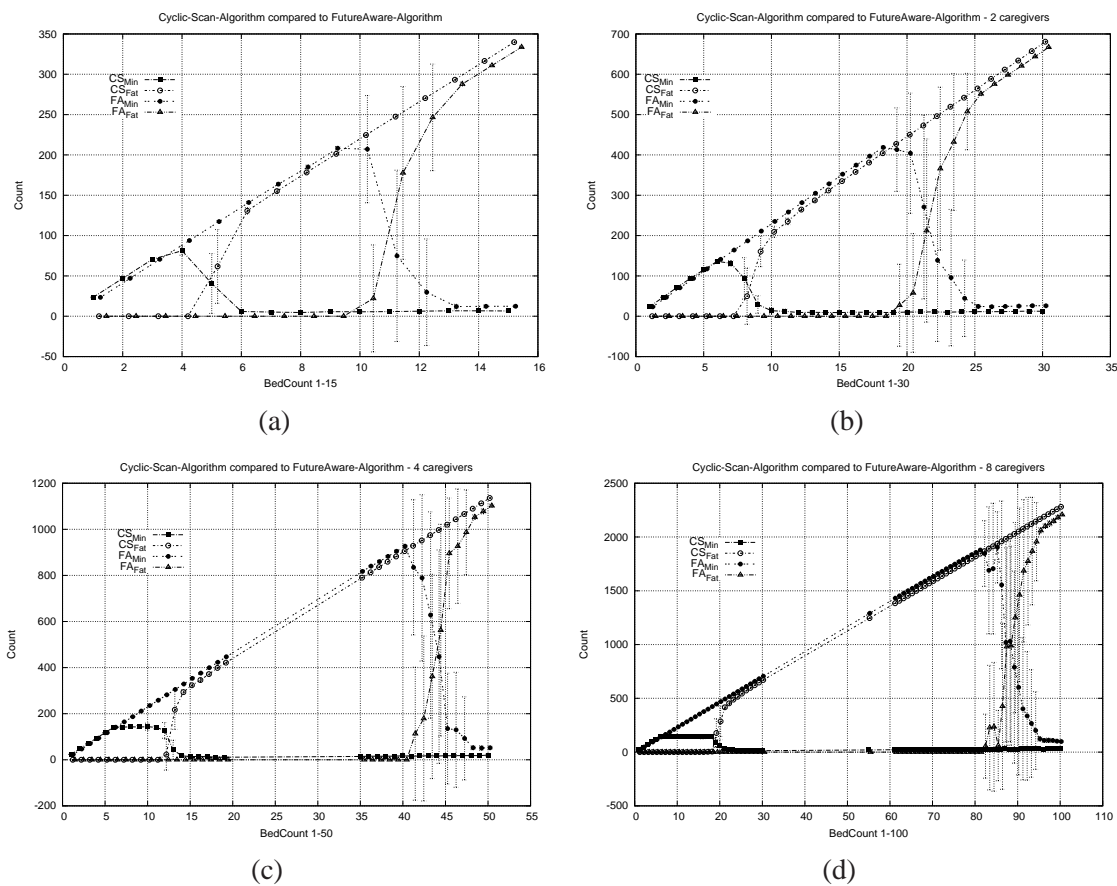 Cyclic-Scan-Algorithm compared to FutureAware-Algorithm
350
300
250
200
150
100
50
0
-50
Count
CS_Min
CS_Fat
FA_Min
FA_Fat
0 2 4 6 8 10 12 14 16
BedCount 1-15
(a)
Cyclic-Scan-Algorithm compared to FutureAware-Algorithm - 2 caregivers
700
600
500
400
300
200
100
0
-100
Count
CS_Min
CS_Fat
FA_Min
FA_Fat
0 5 10 15 20 25 30 35
BedCount 1-30
(b)
Cyclic-Scan-Algorithm compared to FutureAware-Algorithm - 4 caregivers
1200
1000
800
600
400
200
0
-200
Count
CS_Min
CS_Fat
FA_Min
FA_Fat
0 5 10 15 20 25 30 35 40 45 50 55
BedCount 1-50
(c)
Cyclic-Scan-Algorithm compared to FutureAware-Algorithm - 8 caregivers
2500
2000
1500
1000
500
0
-500
Count
CS_Min
CS_Fat
FA_Min
FA_Fat
0 10 20 30 40 50 60 70 80 90 100 110
BedCount 1-100
(d)